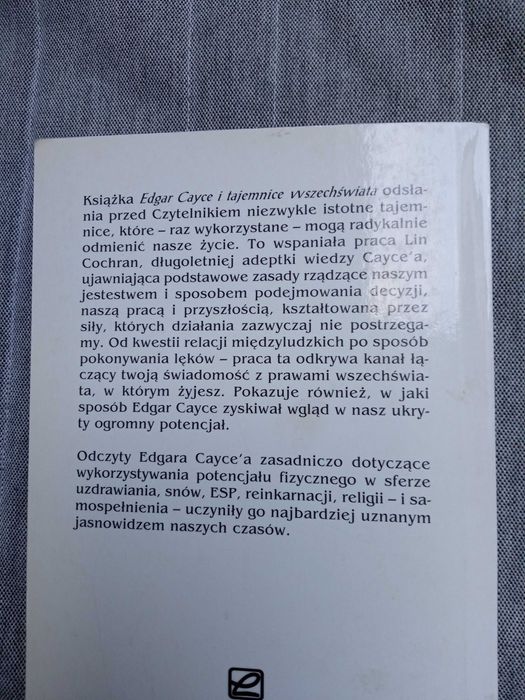 Książka Edgar Cayce i tajemnice wszechświata odsła-
nia przed Czytelnikiem niezwykle istotne tajem-
nice, które – raz wykorzystane – mogą radykalnie
odmienić nasze życie. To wspaniała praca Lin
Cochran, długoletniej adeptki wiedzy Cayce’a,
ujawniająca podstawowe zasady rządzące naszym
jestestwem i sposobem podejmowania decyzji,
naszą pracą i przyszłością, kształtowaną przez
siły, których działania zazwyczaj nie postrzega-
my. Od kwestii relacji międzyludzkich po sposób
pokonywania lęków – praca ta odkrywa kanał łą-
czący twoją świadomość z prawami wszechświa-
ta, w którym żyjesz. Pokazuje również, w jaki
sposób Edgar Cayce zyskiwał wgląd w nasz ukry-
ty ogromny potencjał.
Odczyty Edgara Cayce’a zasadniczo dotyczące
wykorzystywania potencjału fizycznego w sferze
uzdrawiania, snów, ESP, reinkarnacji, religii – i sa-
mospełnienia – uczyniły go najbardziej uznanym
jasnowidzem naszych czasów.